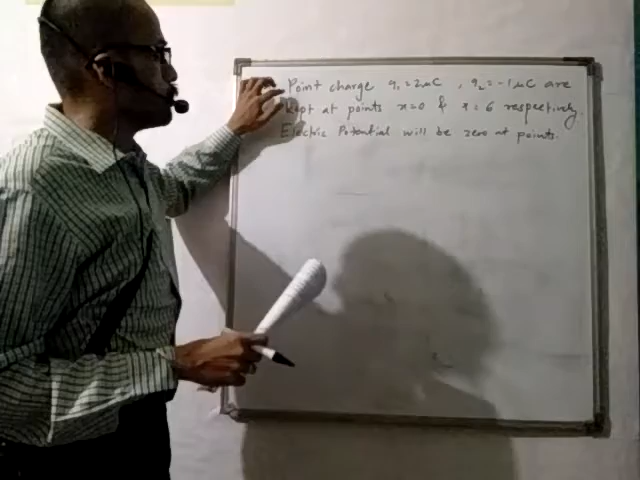 Point charge q₁ = 2μC , q₂ = -1μC are
kept at points x=0 & x=6 respectively.
Electric Potential will be zero at points.